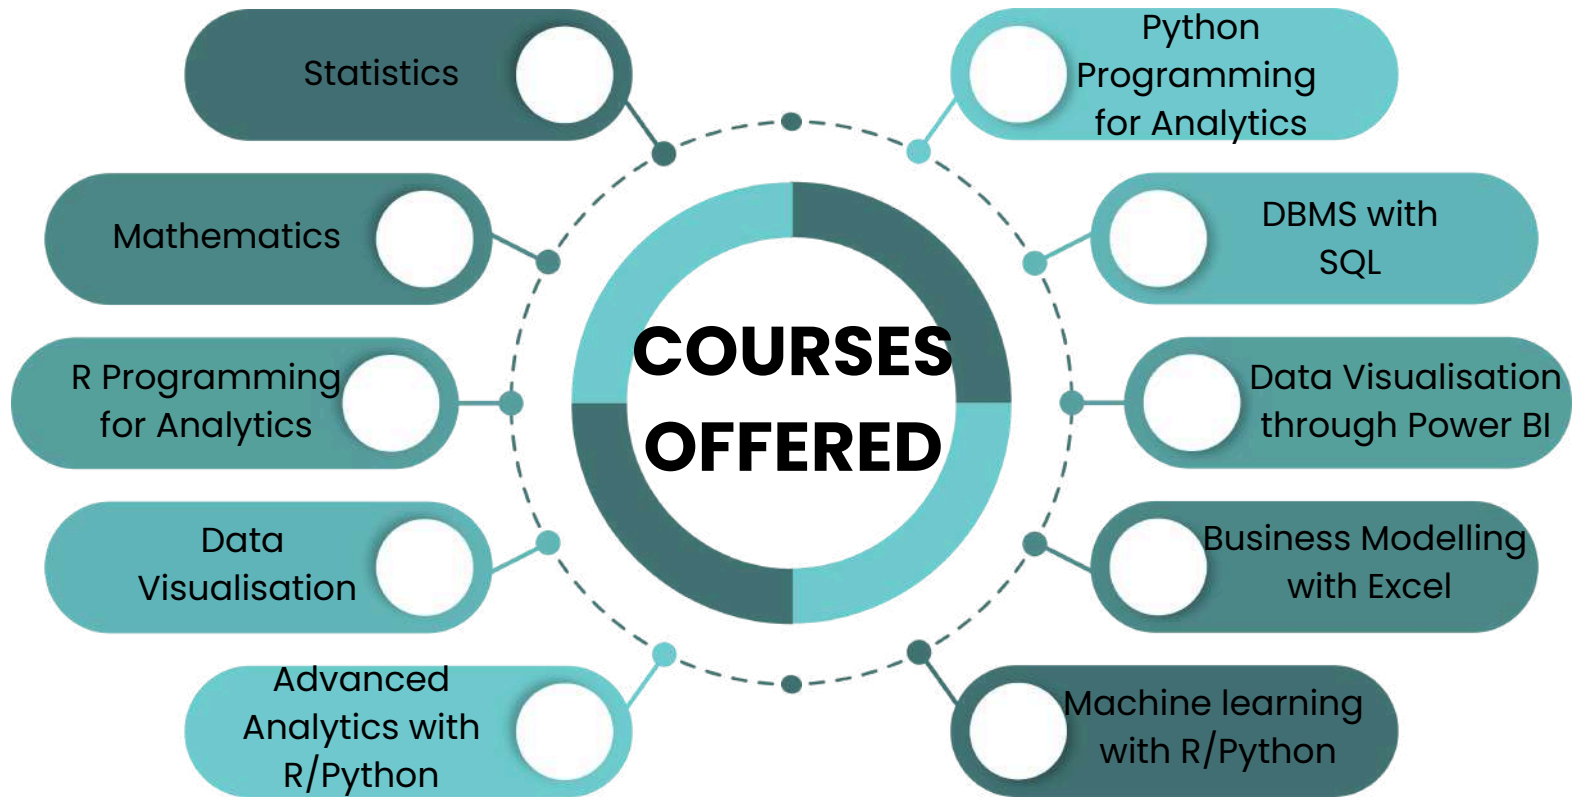 COURSES
OFFERED
Statistics
Mathematics
R Programming
for Analytics
Data
Visualisation
Advanced
Analytics with
R/Python
Python
Programming
for Analytics
DBMS with
SQL
Data Visualisation
through Power BI
Business Modelling
with Excel
Machine learning
with R/Python